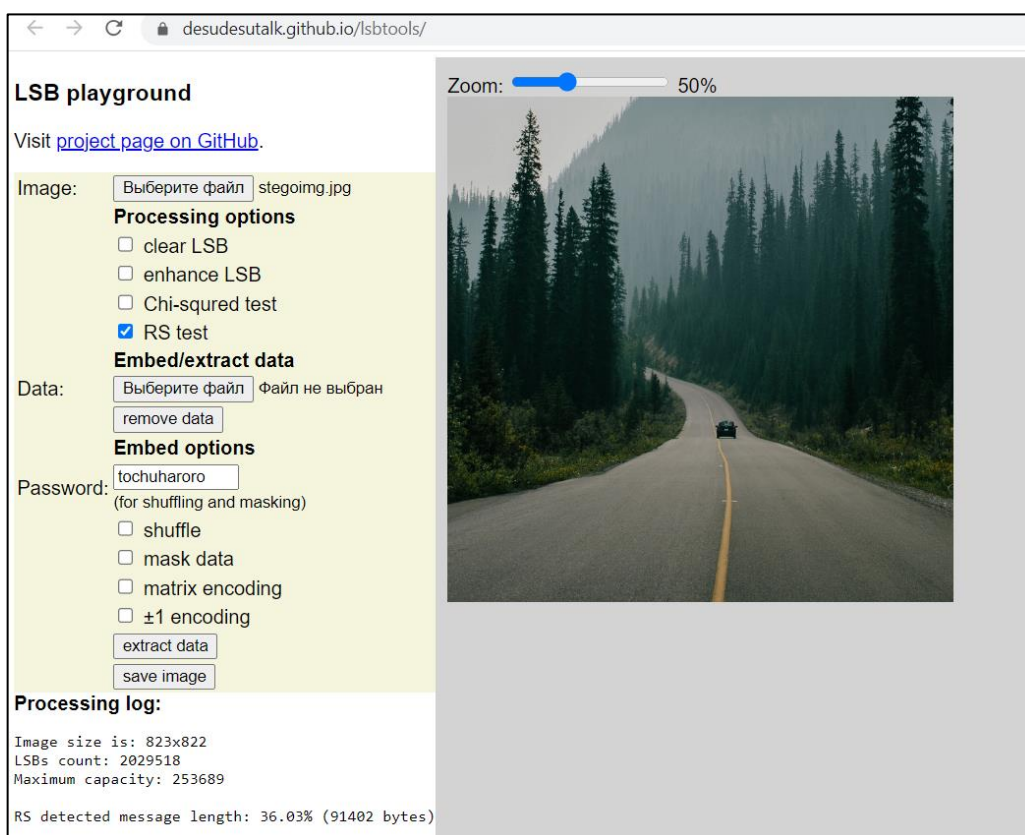 desudesutalk.github.io/lsbtools/
LSB playground
Visit project page on GitHub.
Image: Выберите файл stegoimg.jpg
Processing options
clear LSB
enhance LSB
Chi-squred test
RS test
Embed/extract data
Data: Выберите файл Файл не выбран
remove data
Embed options
Password: tochuharoro
(for shuffling and masking)
shuffle
mask data
matrix encoding
±1 encoding
extract data
save image
Processing log:
Image size is: 823x822
LSBs count: 2029518
Maximum capacity: 253689
RS detected message length: 36.03% (91402 bytes)
Zoom: 50%